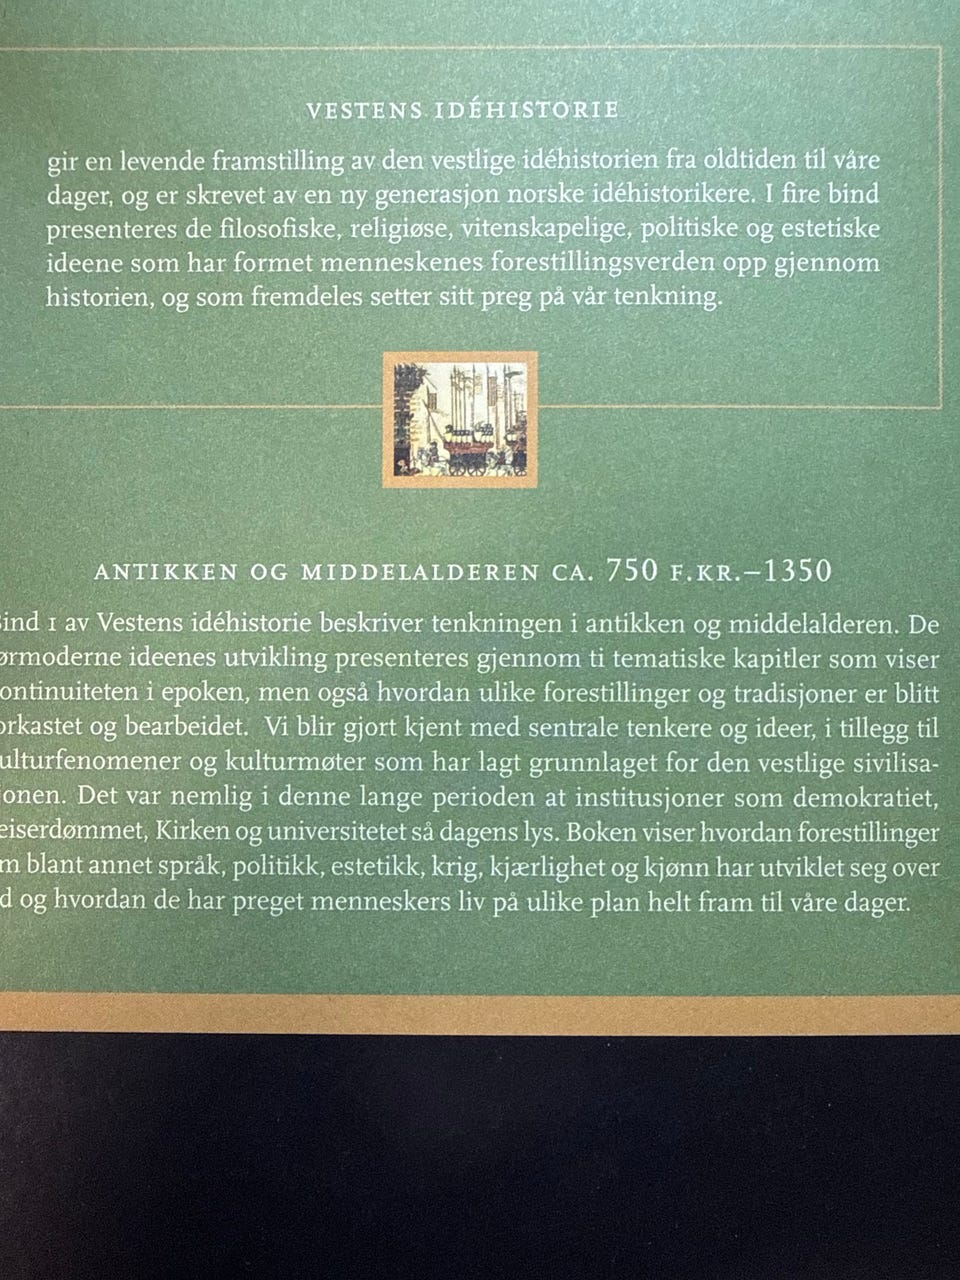 VESTENS IDÉHISTORIE
gir en levende framstilling av den vestlige idéhistorien fra oldtiden til våre
dager, og er skrevet av en ny generasjon norske idéhistorikere. I fire bind
presenteres de filosofiske, religiøse, vitenskapelige, politiske og estetiske
ideene som har formet menneskenes forestillingsverden opp gjennom
historien, og som fremdeles setter sitt preg på vår tenkning.
ANTIKKEN OG MIDDELALDEREN CA. 750 F.KR.–1350
ind 1 av Vestens idéhistorie beskriver tenkningen i antikken og middelalderen. De
ørmoderne ideenes utvikling presenteres gjennom ti tematiske kapitler som viser
ontinuiteten i epoken, men også hvordan ulike forestillinger og tradisjoner er blitt
orkastet og bearbeidet. Vi blir gjort kjent med sentrale tenkere og ideer, i tillegg til
ulturfenomener og kulturmøter som har lagt grunnlaget for den vestlige sivilisa-
jonen. Det var nemlig i denne lange perioden at institusjoner som demokratiet,
eiserdømmet, Kirken og universitetet så dagens lys. Boken viser hvordan forestillinger
m blant annet språk, politikk, estetikk, krig, kjærlighet og kjønn har utviklet seg over
d og hvordan de har preget menneskers liv på ulike plan helt fram til våre dager.